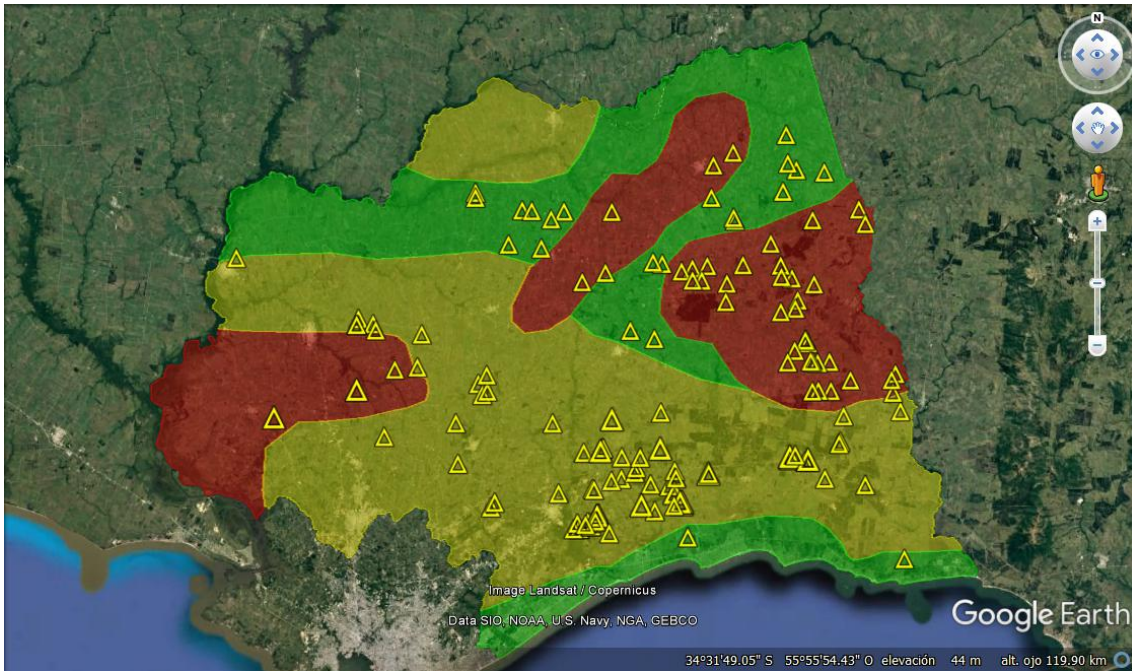 N
Image Landsat / Copernicus
Data SIO, NOAA, U.S. Navy, NGA, GEBCO
Google Earth
34°31'49.05" S 55°55'54.43" O elevación 44 m alt. ojo 119.90 km